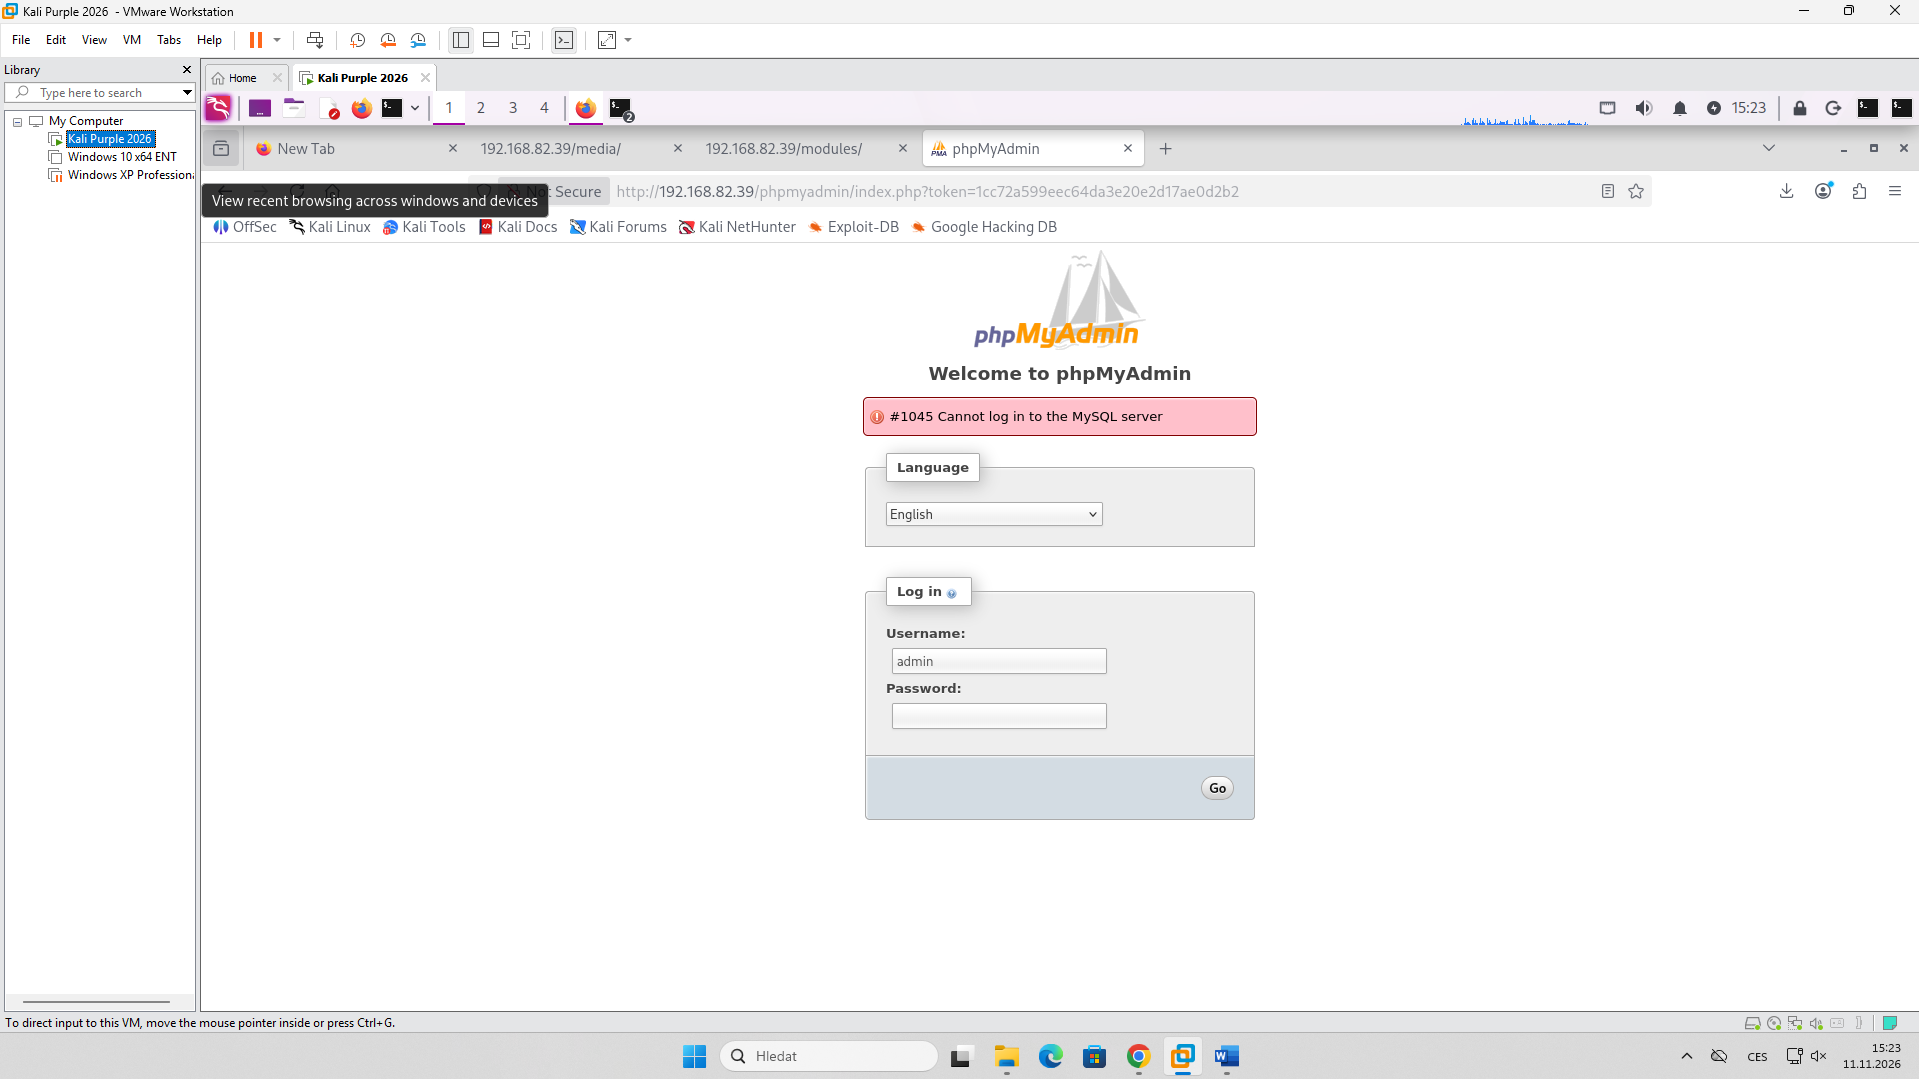 Kali Purple 2026 - VMware Workstation
File Edit View VM Tabs Help
Library
Type here to search
My Computer
Kali Purple 2026
Windows 10 x64 ENT
Windows XP Professiona
Home
Kali Purple 2026
1 2 3 4
2
15:23
New Tab
192.168.82.39/media/
192.168.82.39/modules/
PMA
phpMyAdmin
View recent browsing across windows and devices
Not Secure
http://192.168.82.39/phpmyadmin/index.php?token=1cc72a599eec64da3e20e2d17ae0d2b2
OffSec
Kali Linux
Kali Tools
Kali Docs
Kali Forums
Kali NetHunter
Exploit-DB
Google Hacking DB
phpMyAdmin
Welcome to phpMyAdmin
#1045 Cannot log in to the MySQL server
Language
English
Log in
Username:
admin
Password:
Go
To direct input to this VM, move the mouse pointer inside or press Ctrl+G.
Hledat
CES
15:23
11.11.2026